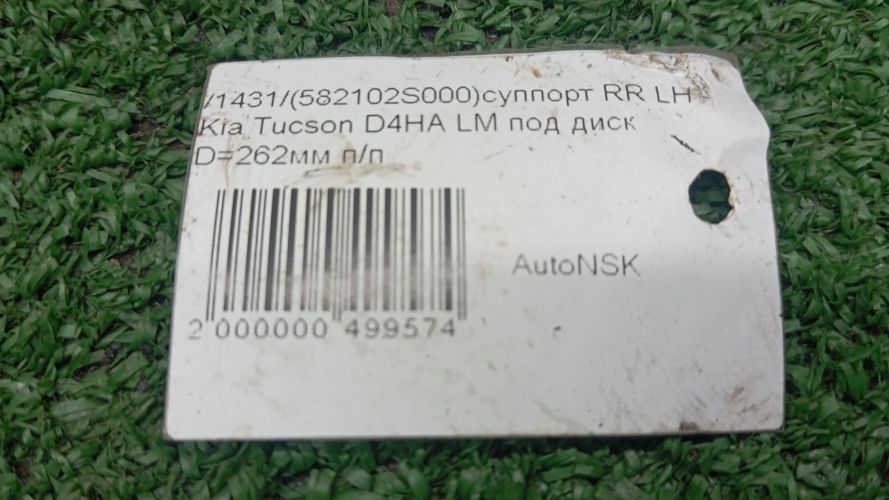 /1431/(582102S000)суппорт RR LH
Kia Tucson D4HA LM под диск
D=262мм п/п
AutoNSK
2 000000 499574